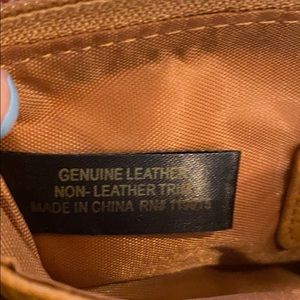 GENUINE LEATHER
NON-LEATHER TRIM
MADE IN CHINA RN#